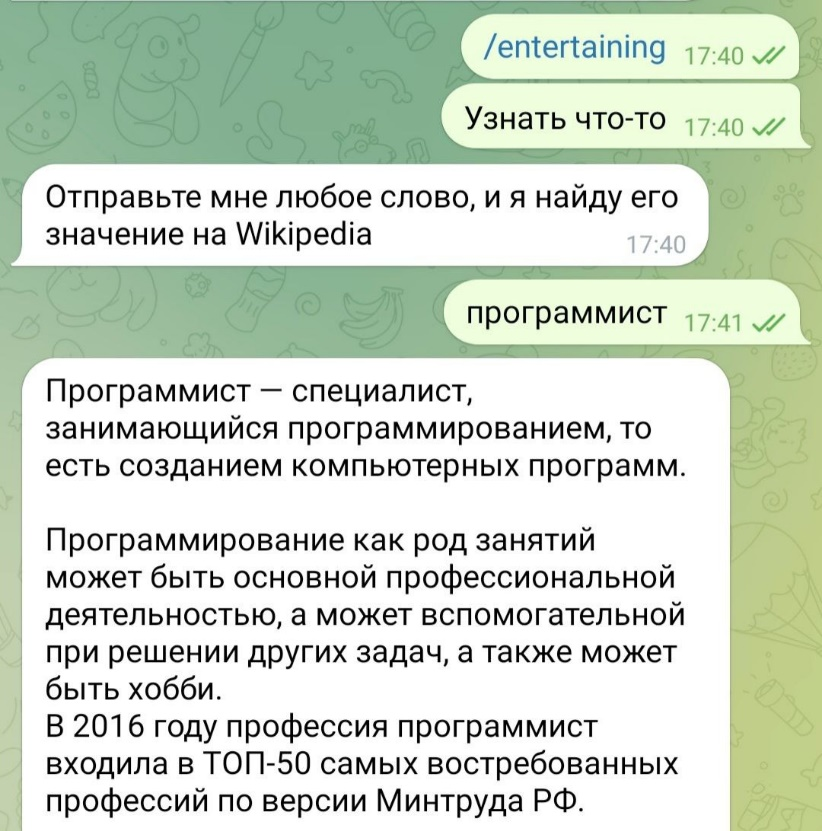 /entertaining 17:40
Узнать что-то 17:40
Отправьте мне любое слово, и я найду его
значение на Wikipedia 17:40
программист 17:41
Программист — специалист,
занимающийся программированием, то
есть созданием компьютерных программ.
Программирование как род занятий
может быть основной профессиональной
деятельностью, а может вспомогательной
при решении других задач, а также может
быть хобби.
В 2016 году профессия программист
входила в ТОП-50 самых востребованных
профессий по версии Минтруда РФ.